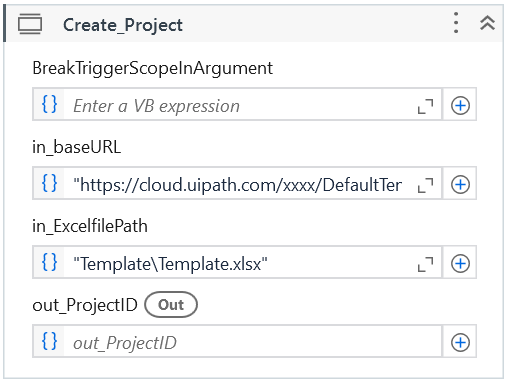 Create_Project
BreakTriggerScopeInArgument
{} Enter a VB expression
in_baseURL
{} "https://cloud.uipath.com/xxxx/DefaultTer
in_ExcelfilePath
{} "Template\Template.xlsx"
out_ProjectID Out
{} out_ProjectID